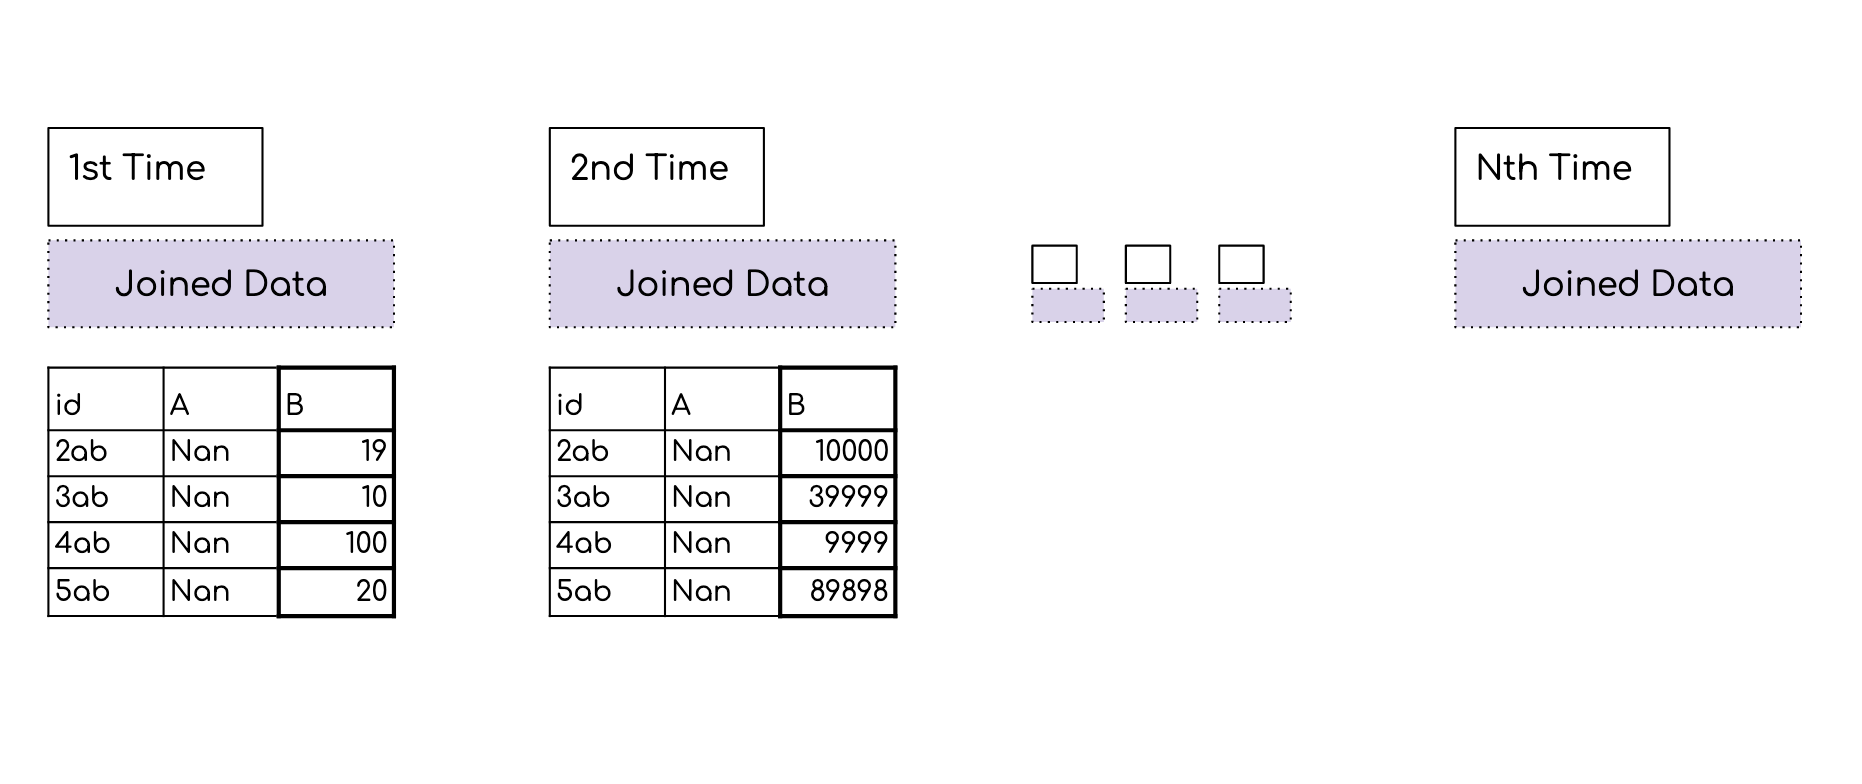 1st Time
2nd Time
Nth Time
Joined Data
Joined Data
Joined Data
id A B
2ab Nan 19
3ab Nan 10
4ab Nan 100
5ab Nan 20
id A B
2ab Nan 10000
3ab Nan 39999
4ab Nan 9999
5ab Nan 89898